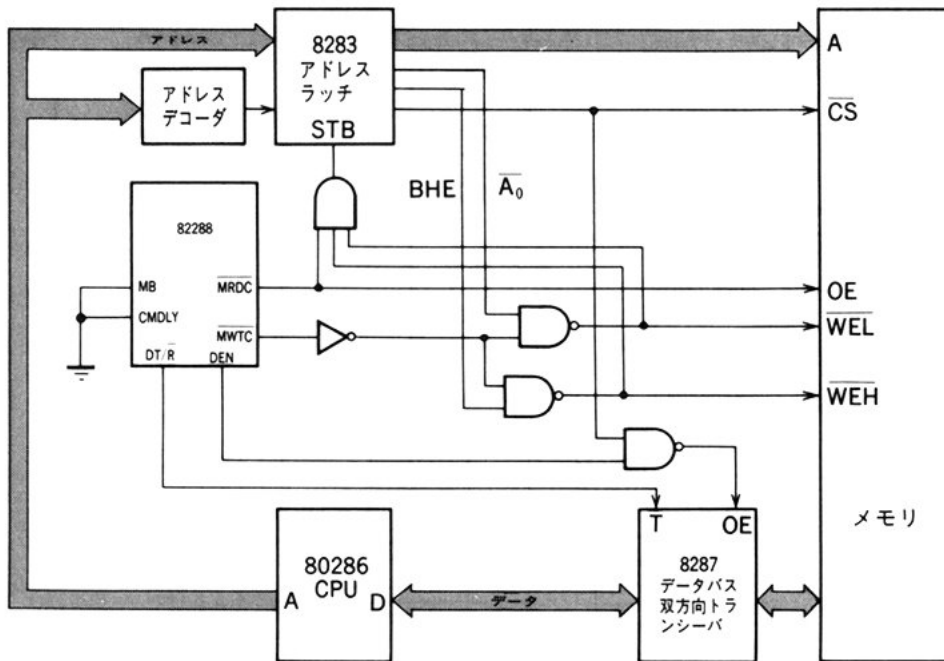 アドレス
8283
アドレス
ラッチ
STB
A
アドレス
デコーダ
CS
BHE
A0
82288
MB
MRDC
CMDLY
MWTC
DT/R
DEN
OE
WEL
WEH
T
OE
8287
データバス
双方向トラ
ンシーバ
メモリ
80286
CPU
A
D
データ